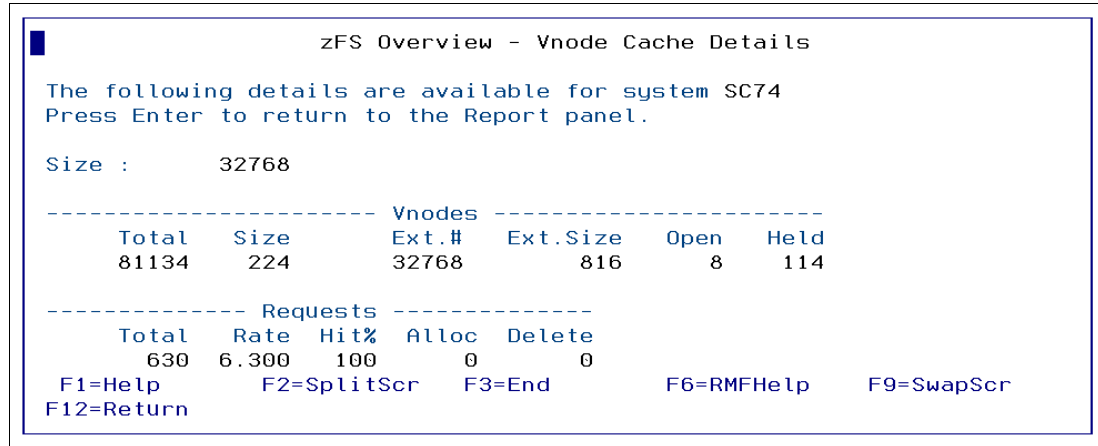 zFS Overview - Vnode Cache Details
The following details are available for system SC74
Press Enter to return to the Report panel.
Size :        32768
----------------------- Vnodes -----------------------
Total   Size        Ext.#   Ext.Size   Open   Held
81134    224        32768        816      8    114
-------------- Requests --------------
Total   Rate  Hit%  Alloc  Delete
630  6.300   100      0       0
F1=Help       F2=SplitScr   F3=End        F6=RMFHelp    F9=SwapScr
F12=Return